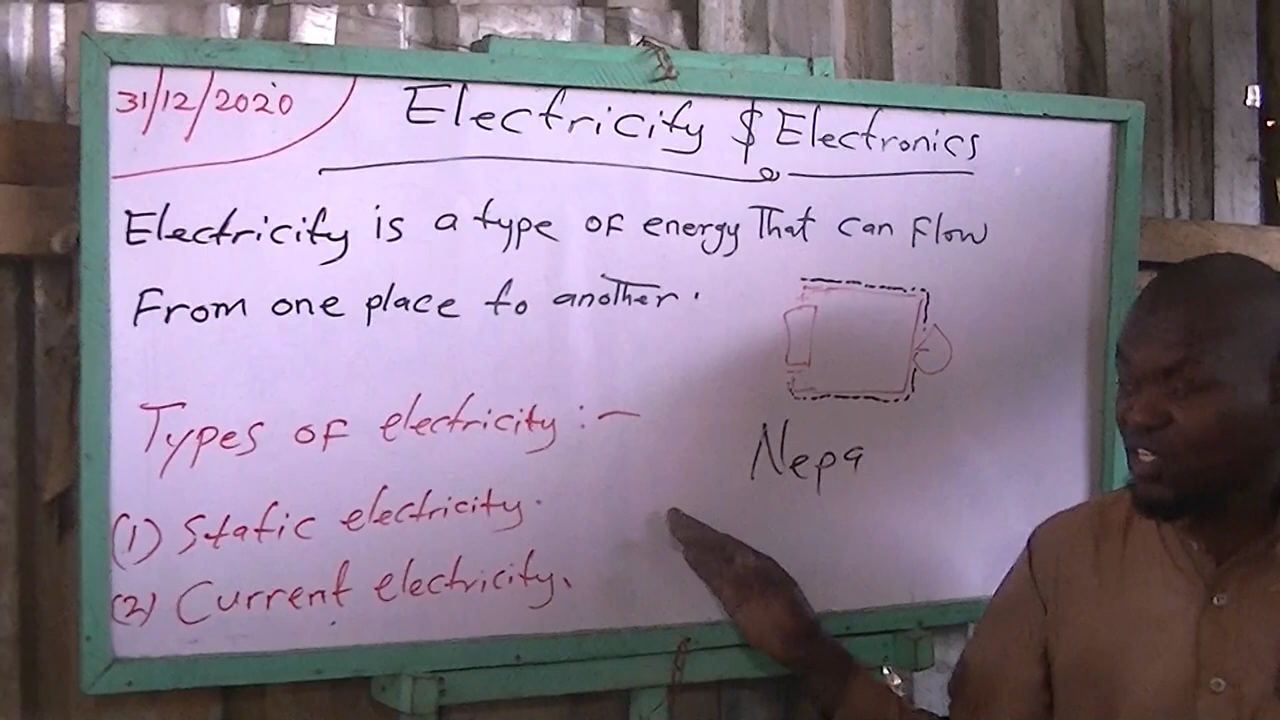 31/12/2020
Electricity $ Electronics
Electricity is a type of energy That can flow
From one place to another.
Types of electricity:-
(1) Static electricity.
(2) Current electricity.
Nepa